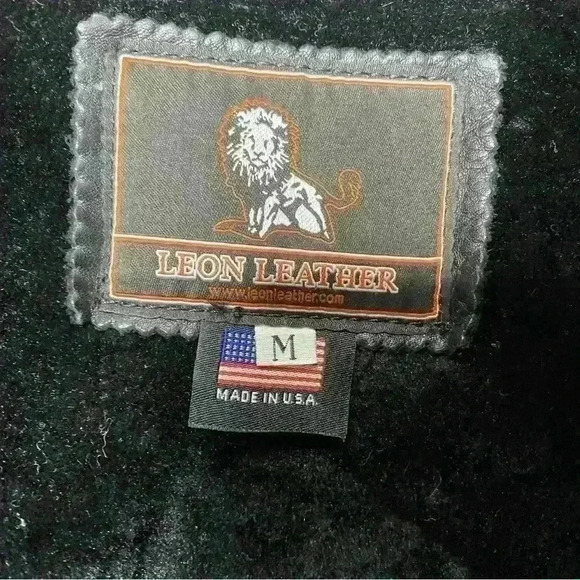 LEON LEATHER
www.leonleather.com
M
MADE IN U.S.A.